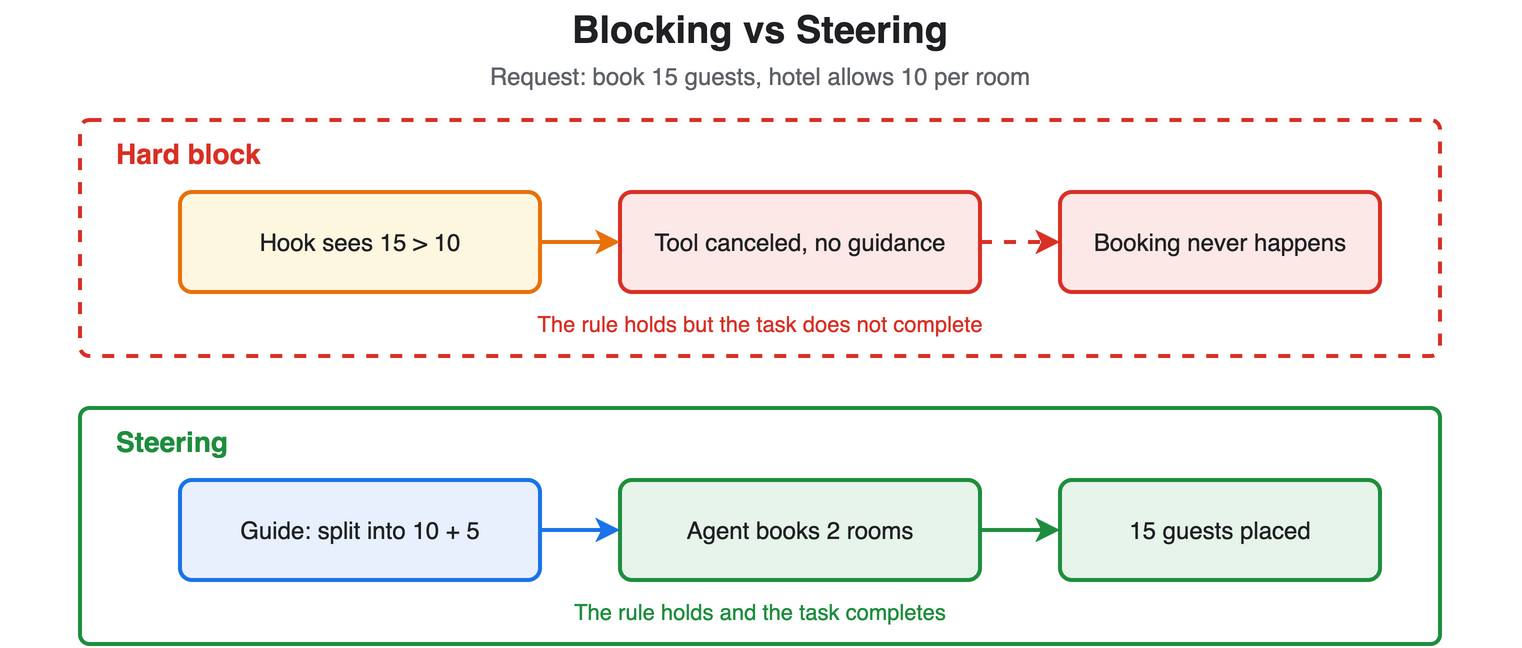 Blocking vs Steering
Request: book 15 guests, hotel allows 10 per room
Hard block
Hook sees 15 > 10
Tool canceled, no guidance
Booking never happens
The rule holds but the task does not complete
Steering
Guide: split into 10 + 5
Agent books 2 rooms
15 guests placed
The rule holds and the task completes